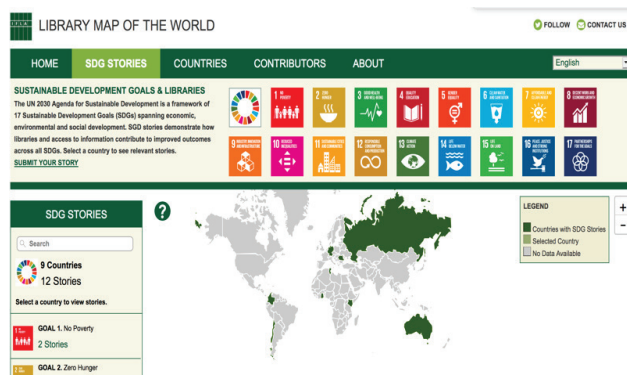 LIBRARY MAP OF THE WORLD
FOLLOW CONTACT US
HOME SDG STORIES COUNTRIES CONTRIBUTORS ABOUT English
SUSTAINABLE DEVELOPMENT GOALS & LIBRARIES
The UN 2030 Agenda for Sustainable Development is a framework of
17 Sustainable Development Goals (SDGs) spanning economic,
environmental and social development. SGD stories demonstrate how
libraries and access to information contribute to improved outcomes
across all SDGs. Select a country to see relevant stories.
SUBMIT YOUR STORY
1 NO POVERTY
2 ZERO HUNGER
3 GOOD HEALTH AND WELL-BEING
4 QUALITY EDUCATION
5 GENDER EQUALITY
6 CLEAN WATER AND SANITATION
7
8 DECENT WORK AND ECONOMIC GROWTH
9
10 REDUCED INEQUALITIES
11 SUSTAINABLE CITIES AND COMMUNITIES
12 RESPONSIBLE CONSUMPTION AND PRODUCTION
13 CLIMATE ACTION
14 LIFE BELOW WATER
15 LIFE ON LAND
16 PEACE, JUSTICE AND STRONG INSTITUTIONS
17 PARTNERSHIPS FOR THE GOALS
SDG STORIES
?
Search
9 Countries
12 Stories
Select a country to view stories.
GOAL 1. No Poverty
2 Stories
GOAL 2. Zero Hunger
LEGEND
Countries with SDG Stories
Selected Country
No Data Available
+
-